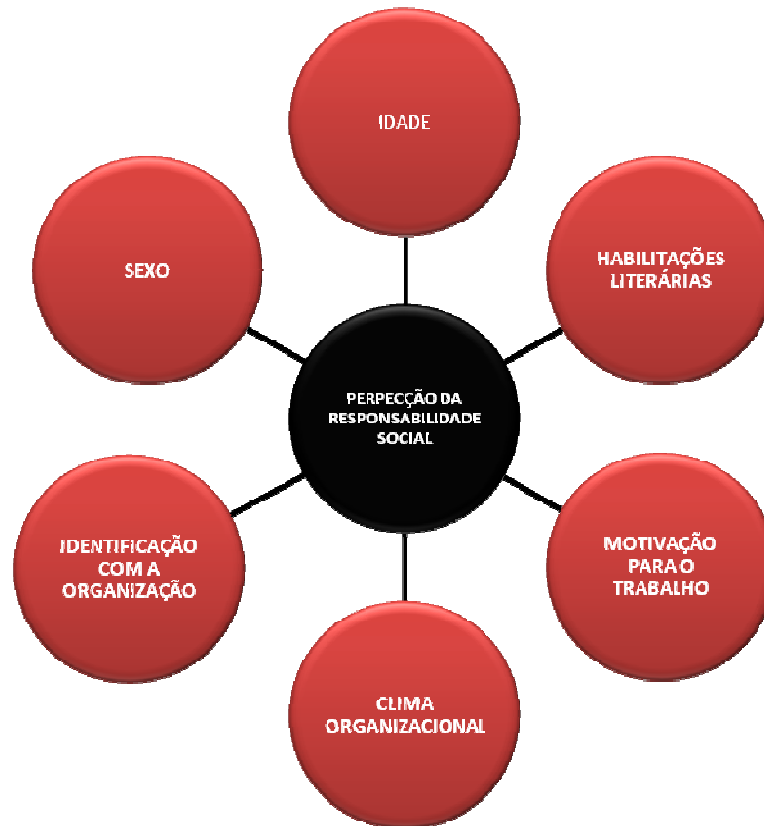 IDADE
SEXO
HABILITAÇÕES
LITERÁRIAS
PERPECÇÃO DA
RESPONSABILIDADE
SOCIAL
IDENTIFICAÇÃO
COM A
ORGANIZAÇÃO
MOTIVAÇÃO
PARA O
TRABALHO
CLIMA
ORGANIZACIONAL